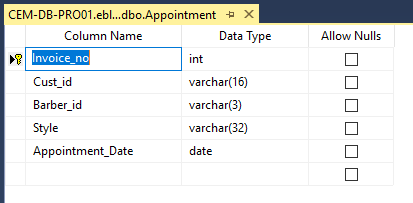 CEM-DB-PRO01.ebl...dbo.Appointment
Column Name Data Type Allow Nulls
Invoice_no int
Cust_id varchar(16)
Barber_id varchar(3)
Style varchar(32)
Appointment_Date date